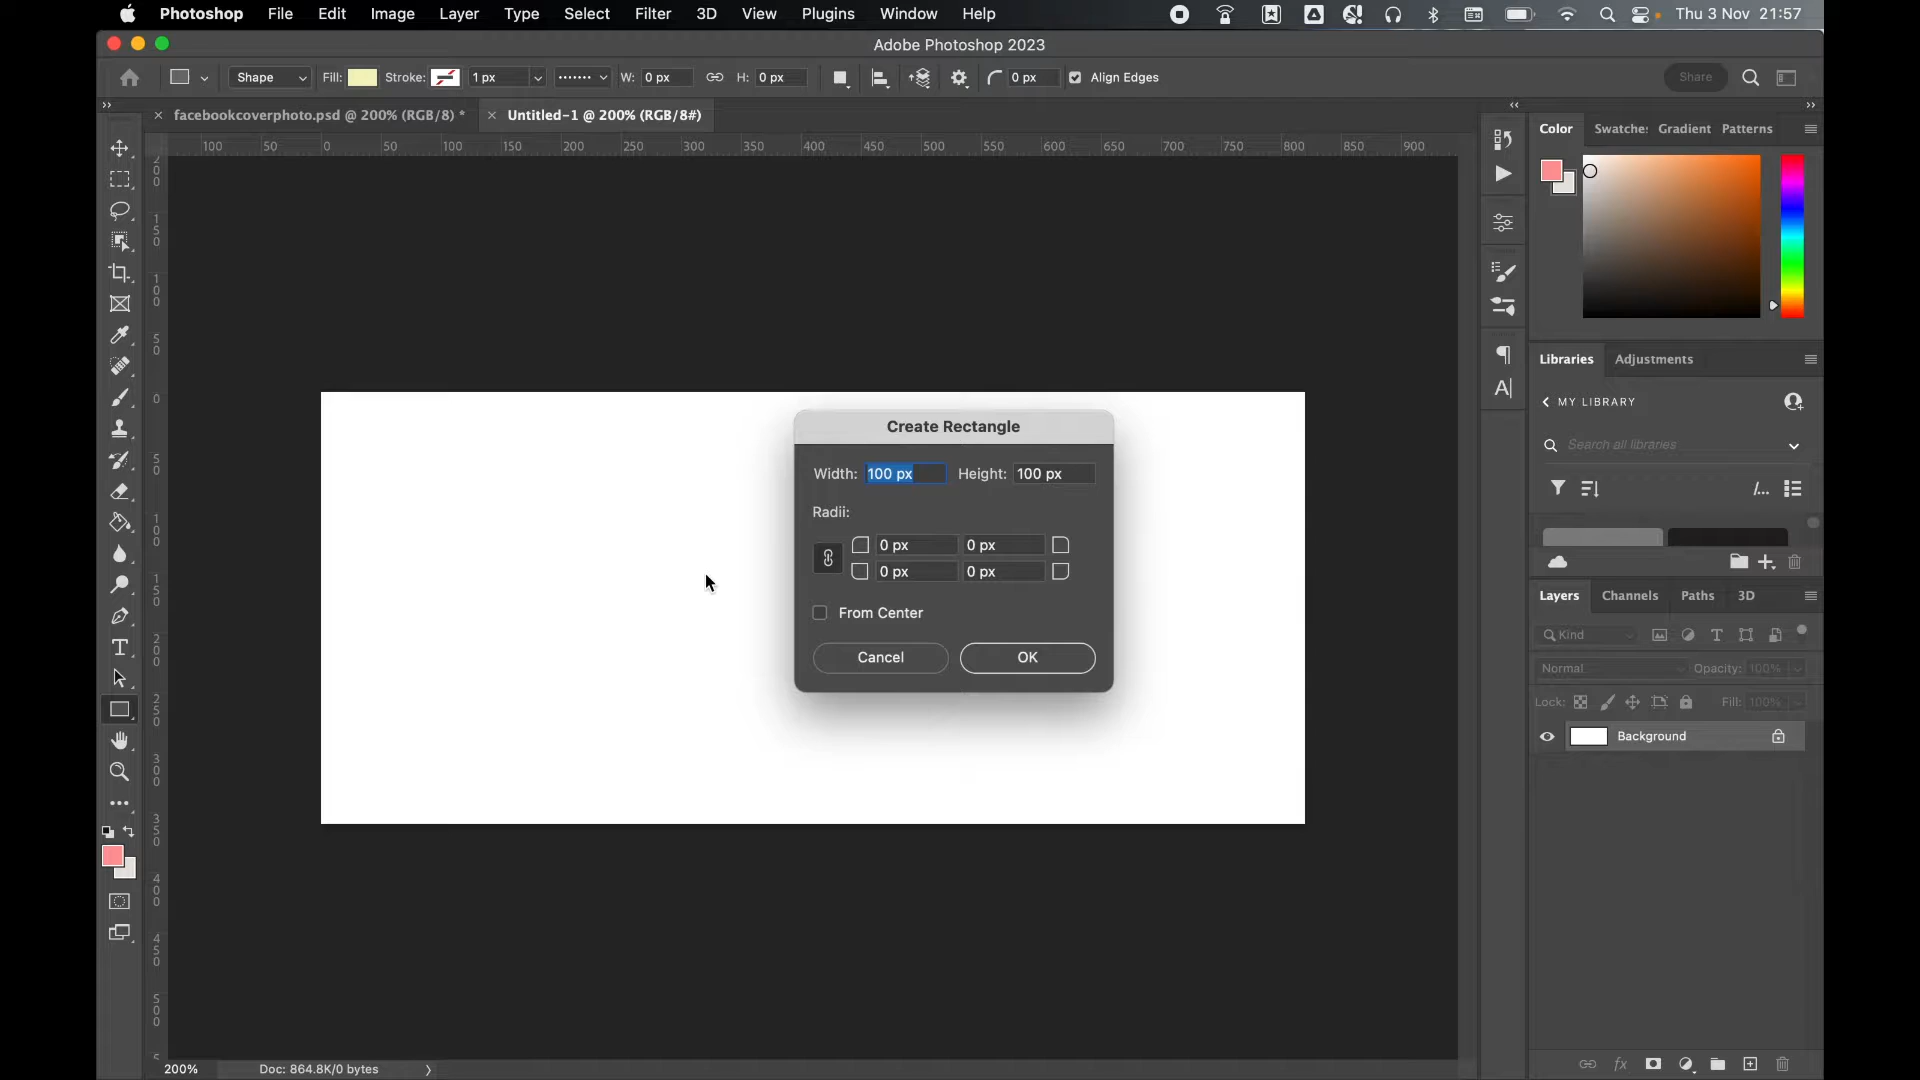 Photoshop File Edit Image Layer Type Select Filter 3D View Plugins Window Help Thu 3 Nov 21:57
Adobe Photoshop 2023
Shape Fill: Stroke: 1 px W: 0 px H: 0 px 0 px Align Edges Share
facebookcoverphoto.psd @ 200% (RGB/8) * Untitled-1 @ 200% (RGB/8#)
100 50 0 50 100 150 200 250 300 350 400 450 500 550 600 650 700 750 800 850 900
Color Swatche: Gradient Patterns
Libraries Adjustments
MY LIBRARY
Search all libraries
Create Rectangle
Width: 100 px Height: 100 px
Radii:
0 px 0 px
0 px 0 px
From Center
Cancel OK
200
150
100
50
0
50
100
150
200
250
300
350
400
450
500
5
Layers Channels Paths 3D
Kind
Normal Opacity: 100%
Lock: Fill: 100%
Background
200% Doc: 864.8K/0 bytes